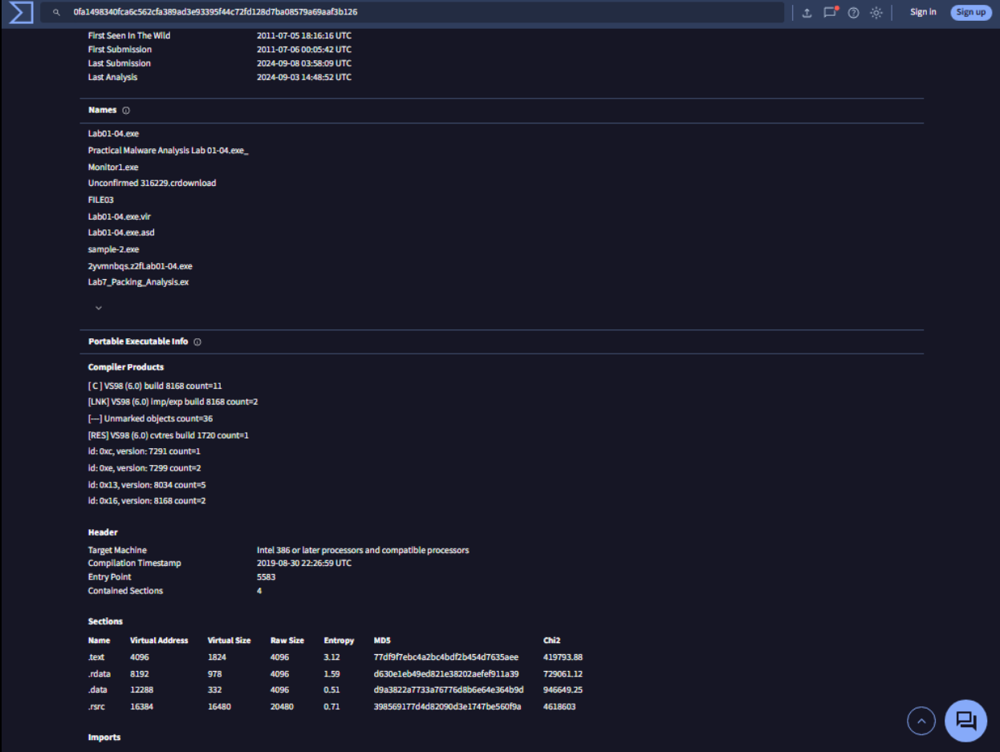 0fa1498340fca6c562cfa389ad3e93395f44c72fd128d7ba08579a69aaf3b126
Sign in
Sign up
First Seen In The Wild 2011-07-05 18:16:16 UTC
First Submission 2011-07-06 00:05:42 UTC
Last Submission 2024-09-08 03:58:09 UTC
Last Analysis 2024-09-03 14:48:52 UTC
Names
Lab01-04.exe
Practical Malware Analysis Lab 01-04.exe_
Monitor1.exe
Unconfirmed 316229.crdownload
FILE03
Lab01-04.exe.vir
Lab01-04.exe.asd
sample-2.exe
2yvmnbqs.z2fLab01-04.exe
Lab7_Packing_Analysis.ex
Portable Executable Info
Compiler Products
[ C ] VS98 (6.0) build 8168 count=11
[LNK] VS98 (6.0) imp/exp build 8168 count=2
[---] Unmarked objects count=36
[RES] VS98 (6.0) cvtres build 1720 count=1
id: 0xc, version: 7291 count=1
id: 0xe, version: 7299 count=2
id: 0x13, version: 8034 count=5
id: 0x16, version: 8168 count=2
Header
Target Machine Intel 386 or later processors and compatible processors
Compilation Timestamp 2019-08-30 22:26:59 UTC
Entry Point 5583
Contained Sections 4
Sections
Name Virtual Address Virtual Size Raw Size Entropy MD5 Chi2
.text 4096 1824 4096 3.12 77df9f7ebc4a2bc4bdf2b454d7635aee 419793.88
.rdata 8192 978 4096 1.59 d630e1eb49ed821e38202aefef911a39 729061.12
.data 12288 332 4096 0.51 d9a3822a7733a76776d8b6e64e364b9d 946649.25
.rsrc 16384 16480 20480 0.71 398569177d4d82090d3e1747be560f9a 4618603
Imports